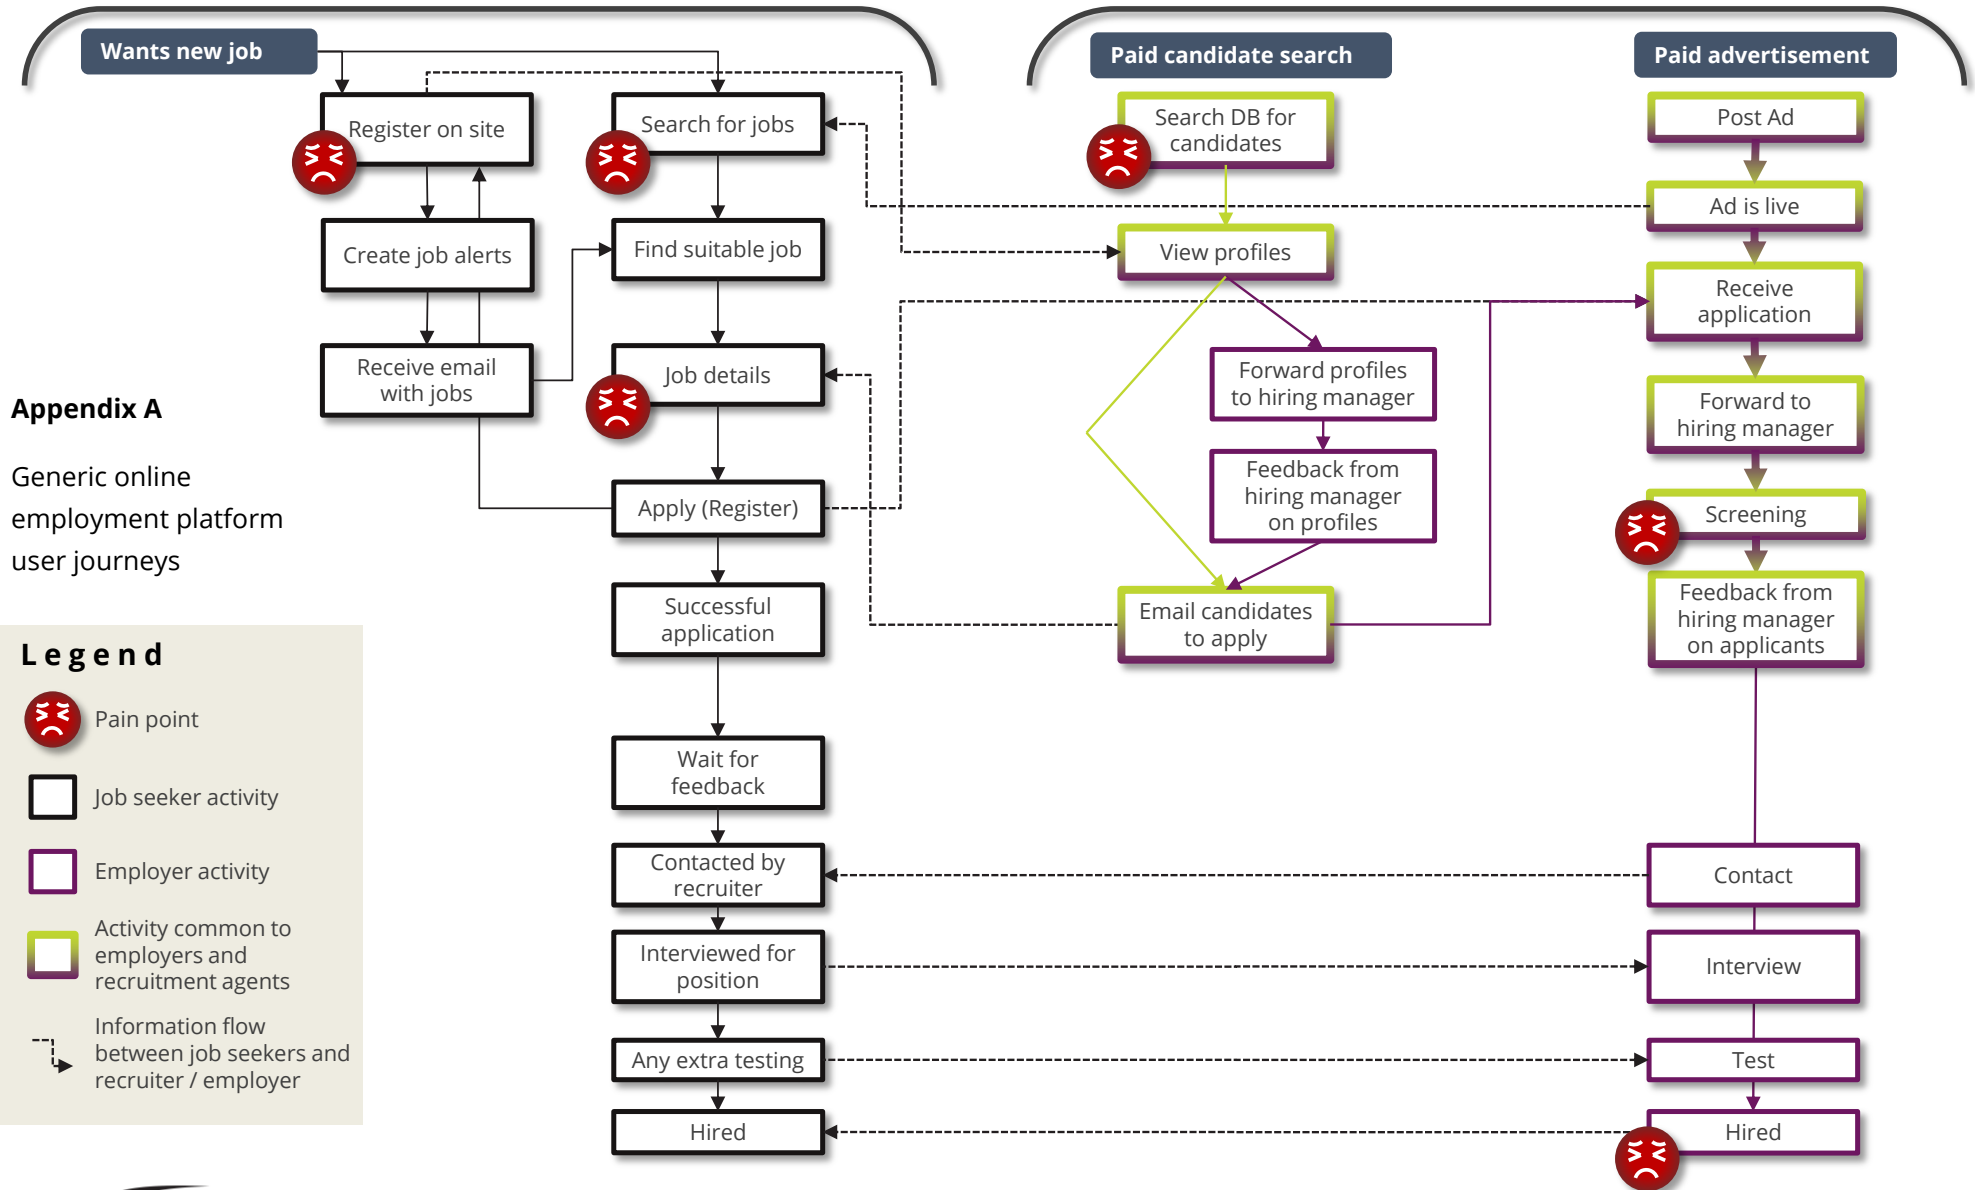 Wants new job
Paid candidate search
Paid advertisement
Register on site
Search for jobs
Search DB for
candidates
Post Ad
Ad is live
Create job alerts
Find suitable job
View profiles
Receive
application
Receive email
with jobs
Job details
Forward profiles
to hiring manager
Forward to
hiring manager
Appendix A
Generic online
employment platform
user journeys
Apply (Register)
Feedback from
hiring manager
on profiles
Screening
Successful
application
Email candidates
to apply
Feedback from
hiring manager
on applicants
Legend
Pain point
Job seeker activity
Employer activity
Activity common to
employers and
recruitment agents
Information flow
between job seekers and
recruiter / employer
Wait for
feedback
Contacted by
recruiter
Contact
Interviewed for
position
Interview
Any extra testing
Test
Hired
Hired